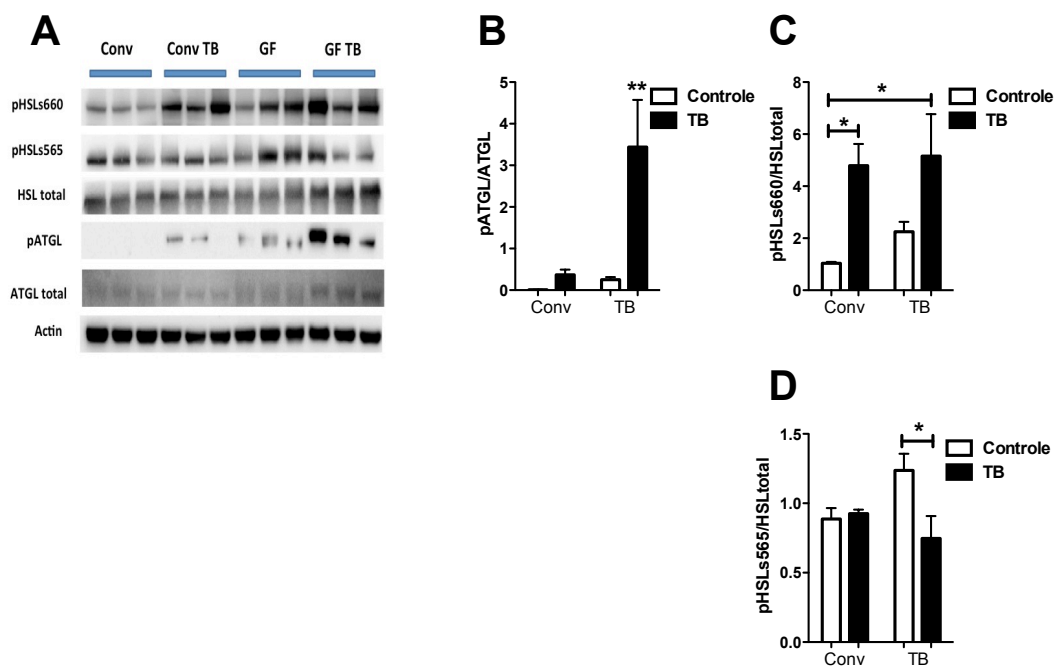 A
Conv
Conv TB
GF
GF TB
pHSLs660
pHSLs565
HSL total
pATGL
ATGL total
Actin
B
pATGL/ATGL
5
4
3
2
1
0
**
Conv
TB
Controle
TB
C
pHSLs660/HSLtotal
8
6
4
2
0
*
*
Conv
TB
Controle
TB
D
pHSLs565/HSLtotal
1.5
1.0
0.5
0.0
*
Conv
TB
Controle
TB